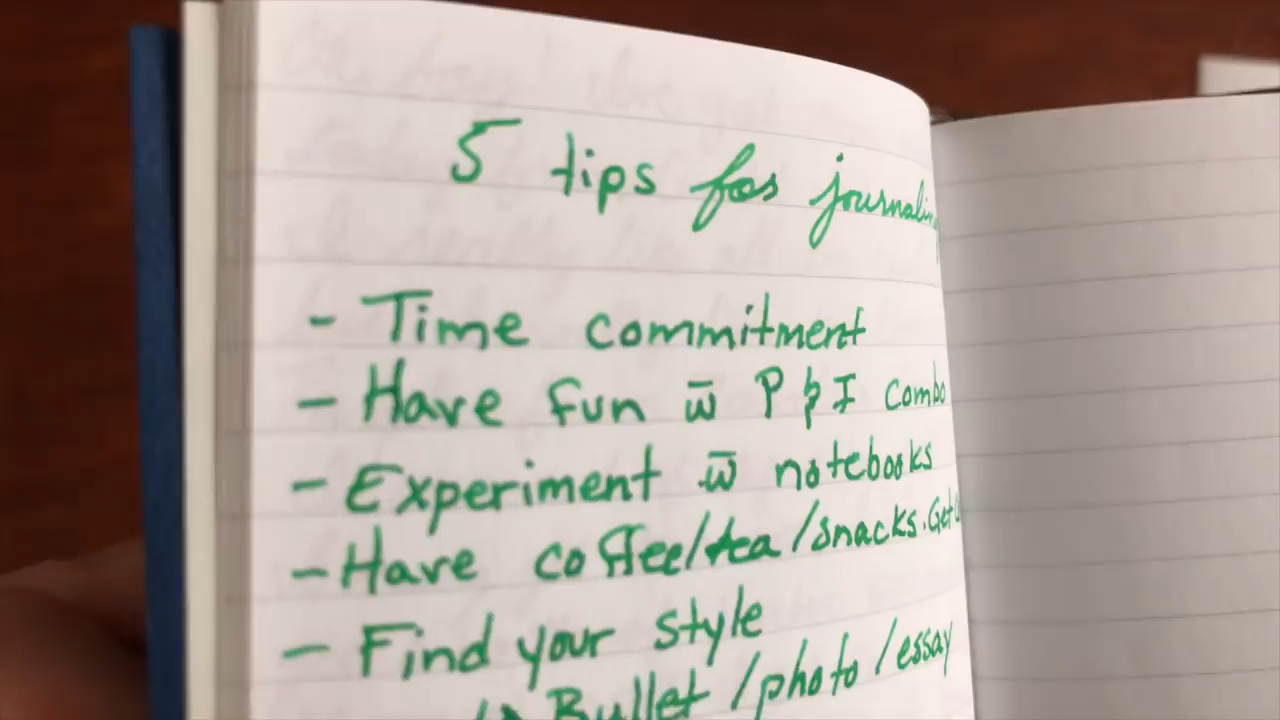 5 tips for journaling
- Time commitment
- Have fun w̄ P & I combo
- Experiment w̄ notebooks
- Have coffee/tea/snacks. Get
- Find your style
↳ Bullet/photo/essay